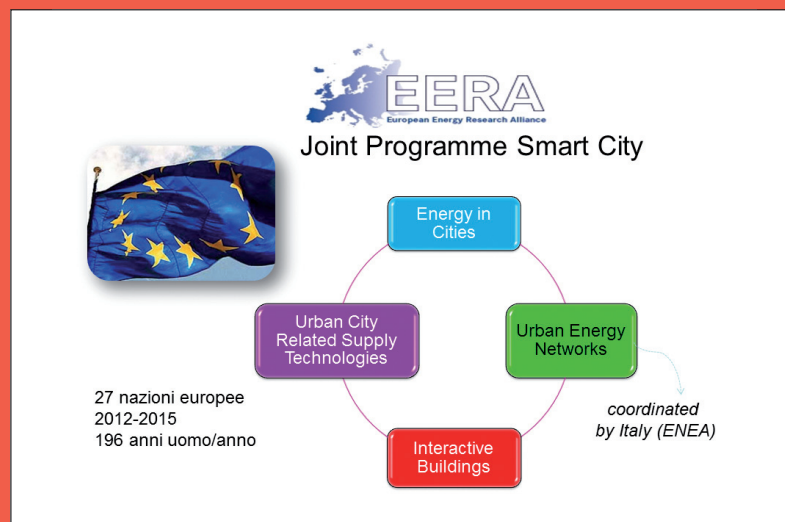 EERA
European Energy Research Alliance
Joint Programme Smart City
Energy in
Cities
Urban City
Related Supply
Technologies
Urban Energy
Networks
27 nazioni europee
2012-2015
196 anni uomo/anno
coordinated
by Italy (ENEA)
Interactive
Buildings